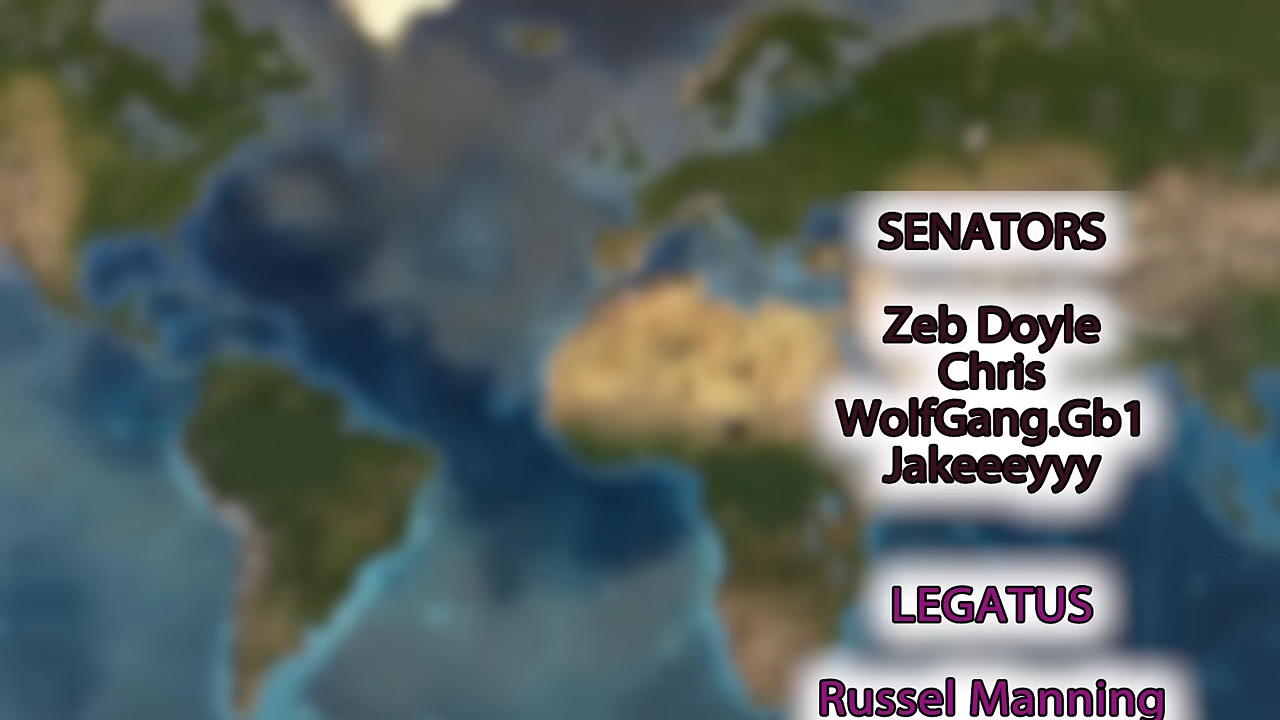 SENATORS
Zeb Doyle
Chris
WolfGang.Gb1
Jakeeeyyy
LEGATUS
Russel Manning